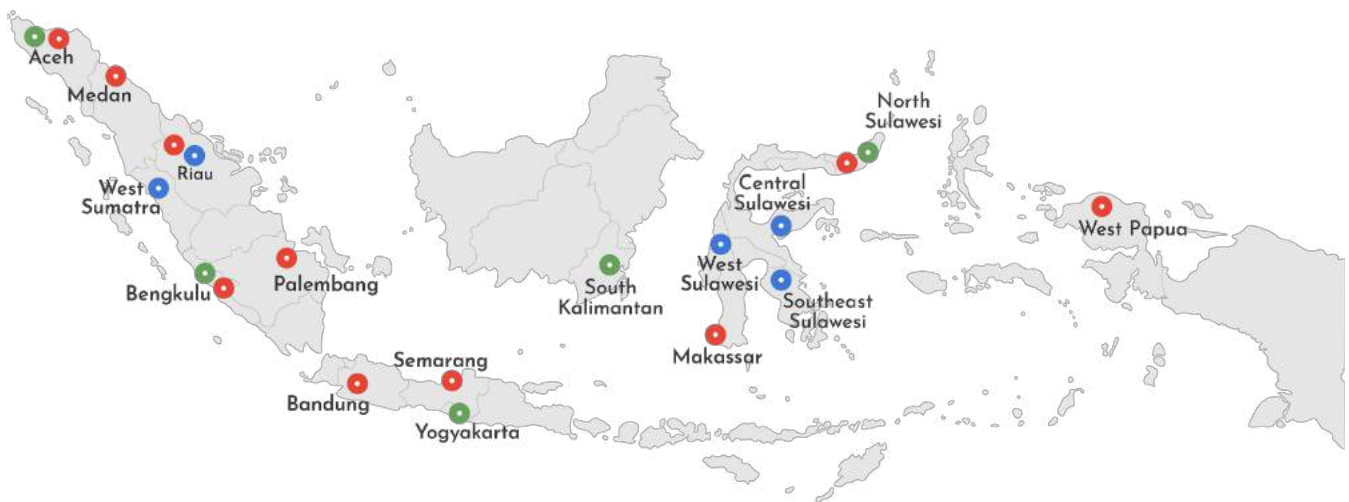 Aceh
Medan
Riau
West
Sumatra
Bengkulu
Palembang
Semarang
Bandung
Yogyakarta
South
Kalimantan
North
Sulawesi
Central
Sulawesi
West
Sulawesi
Southeast
Sulawesi
Makassar
West Papua